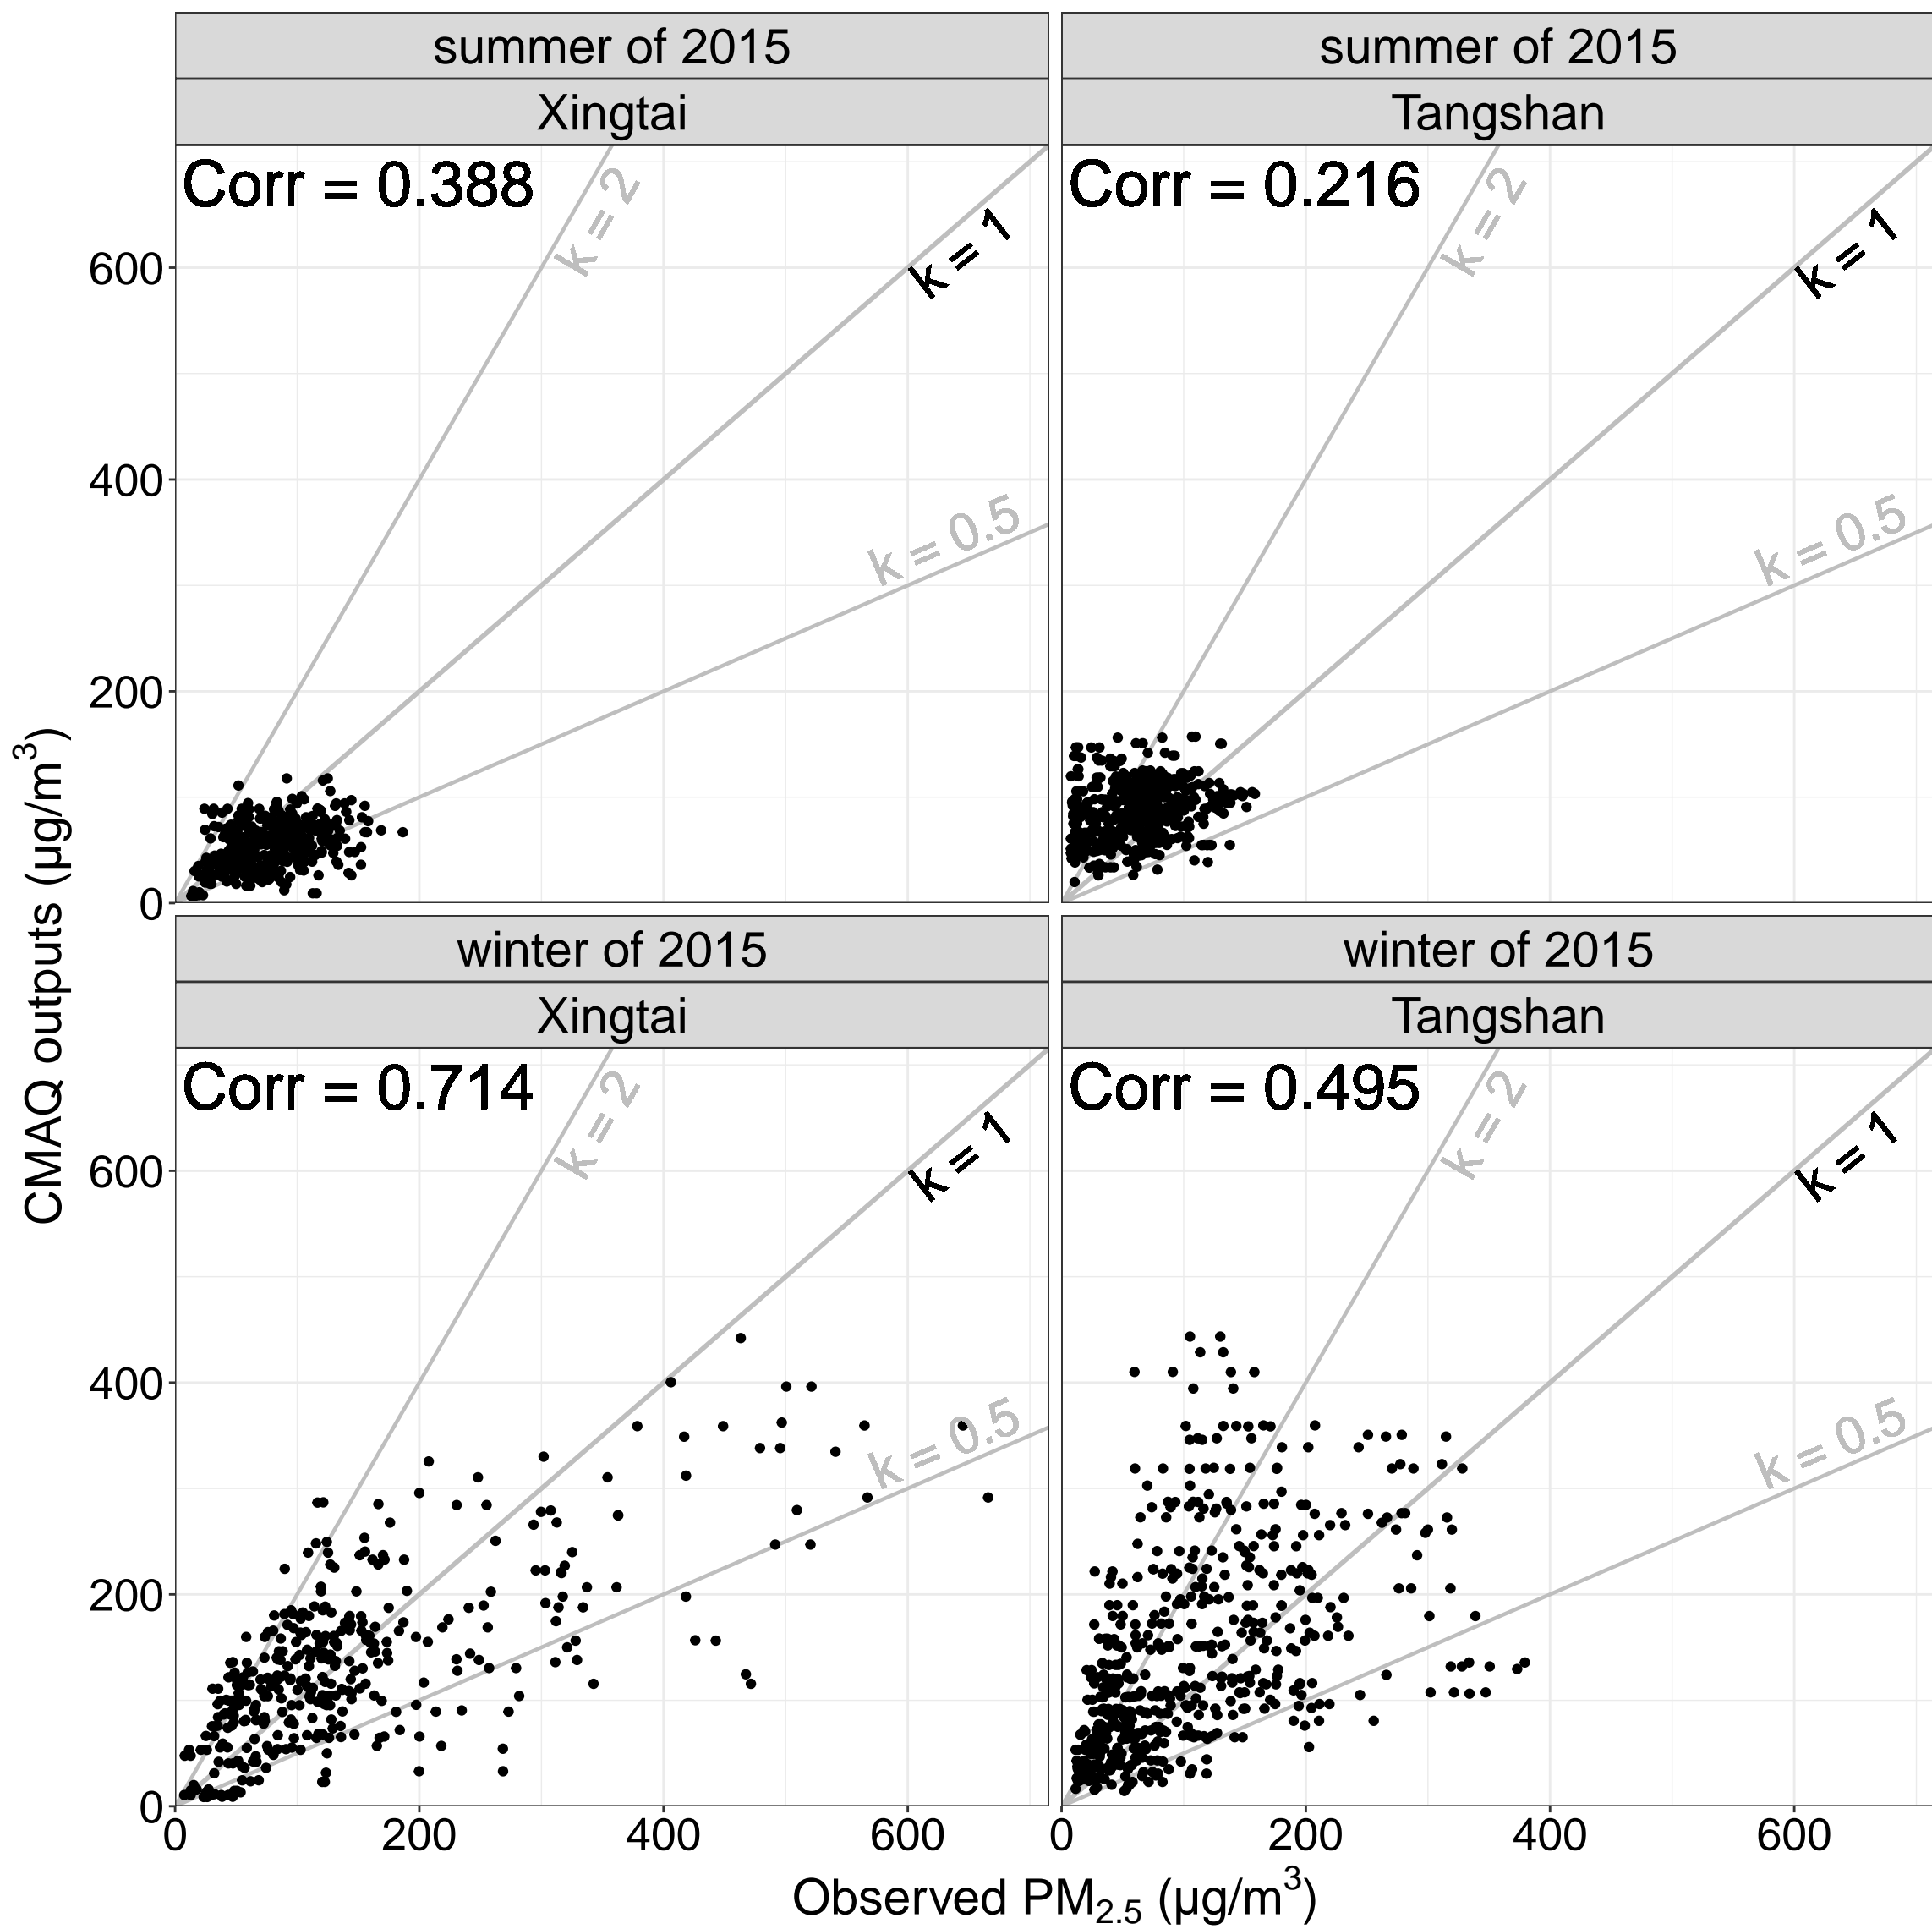 summer of 2015
Xingtai
Corr = 0.388
k = 2
k = 1
k = 0.5
summer of 2015
Tangshan
Corr = 0.216
k = 2
k = 1
k = 0.5
600
400
200
0
winter of 2015
Xingtai
Corr = 0.714
k = 2
k = 1
k = 0.5
winter of 2015
Tangshan
Corr = 0.495
k = 2
k = 1
k = 0.5
600
400
200
0
0 200 400 600
0 200 400 600
CMAQ outputs (µg/m³)
Observed PM₂.₅ (µg/m³)